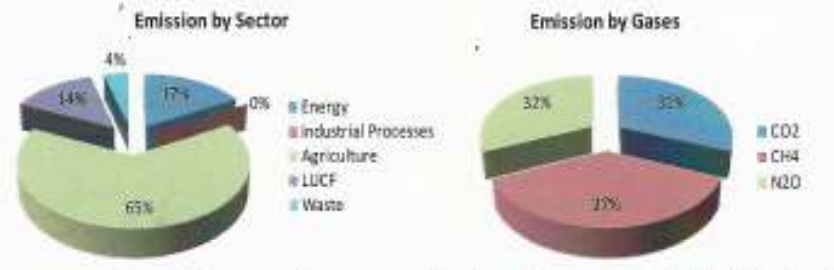 Emission by Sector
4%
14%
17%
0%
65%
Energy
Industrial Processes
Agriculture
LUCF
Waste
Emission by Gases
32%
37%
CO2
CH4
N2O